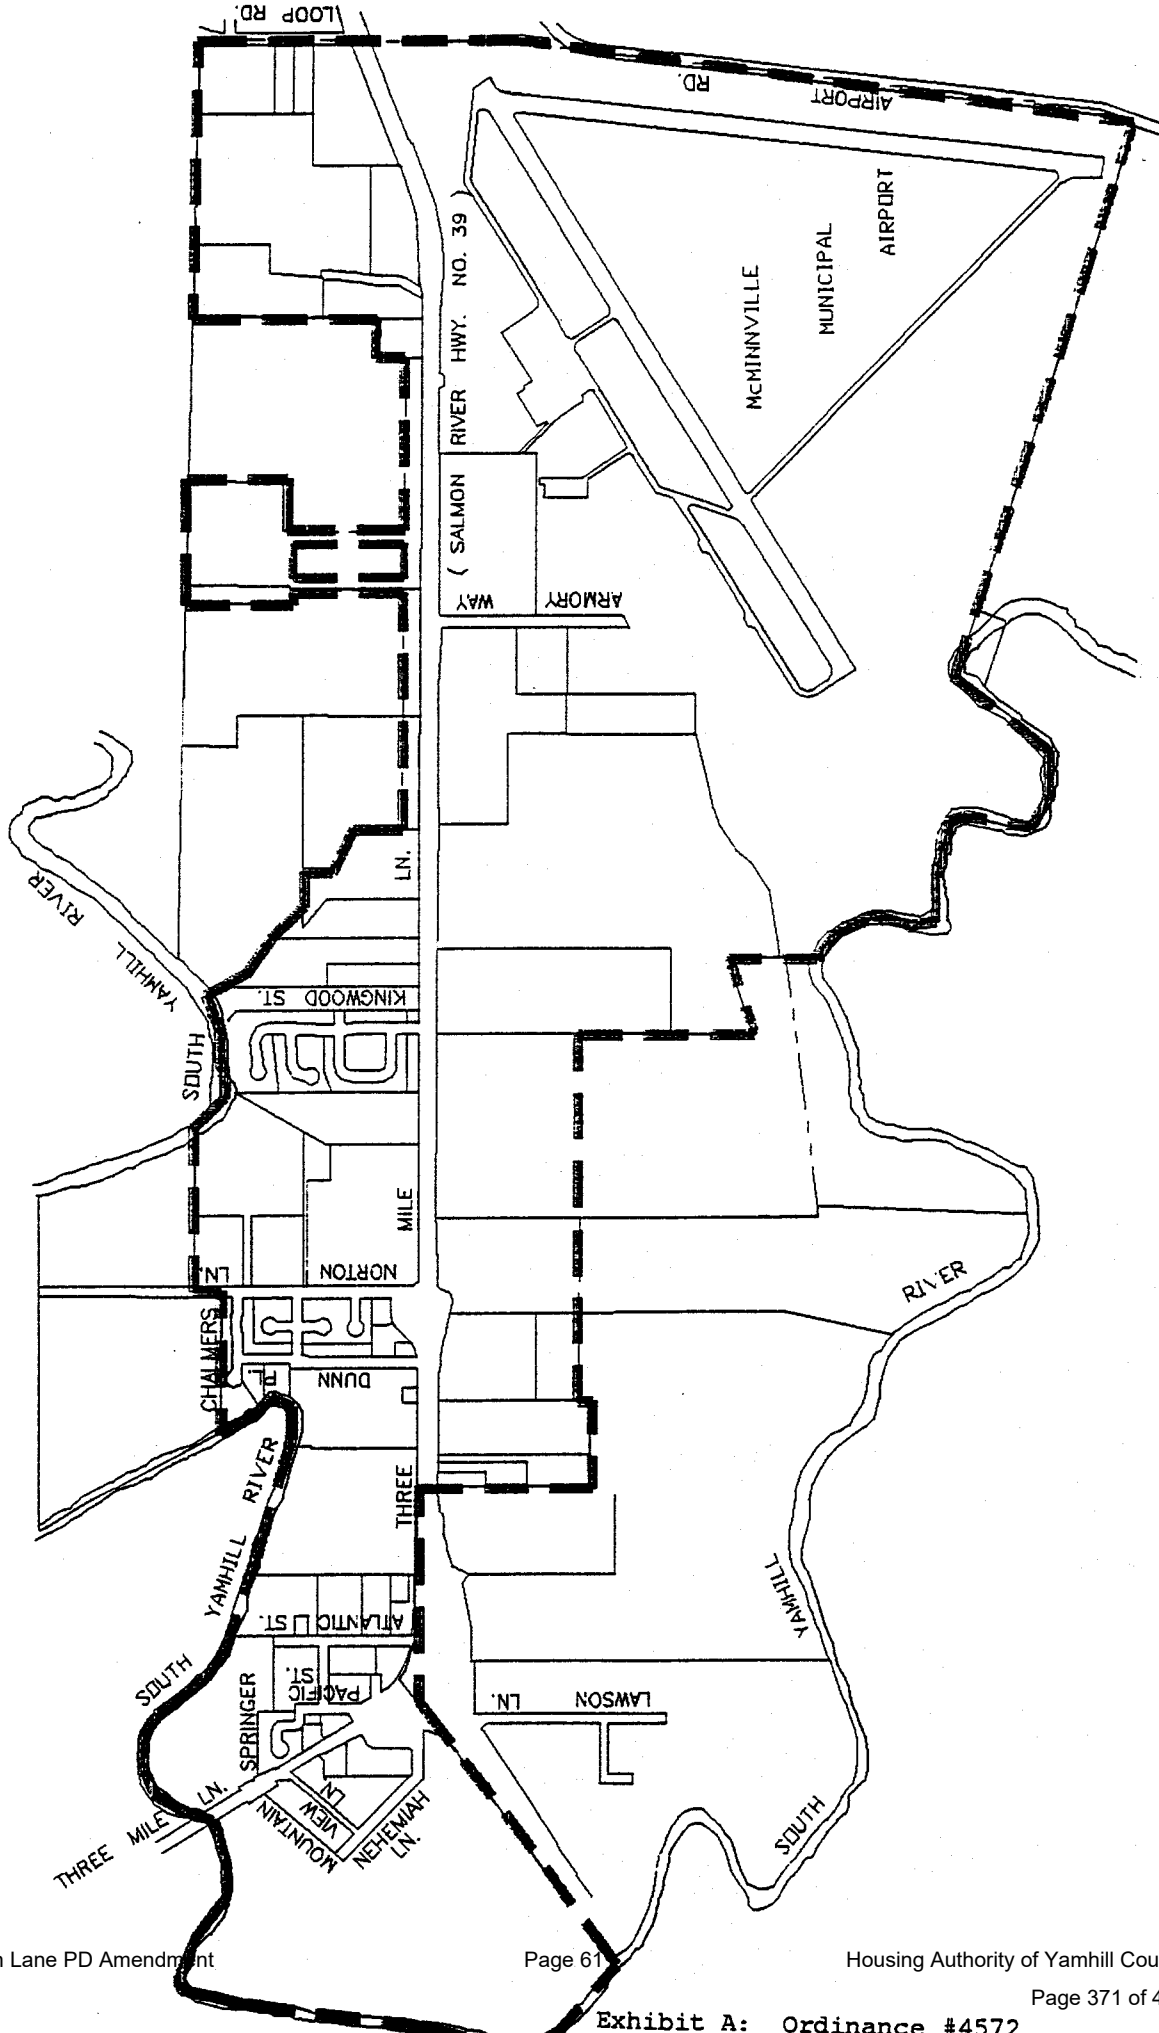 LOOP RD.
AIRPORT RD.
McMINNVILLE
MUNICIPAL
AIRPORT
( SALMON RIVER HWY. NO. 39 )
ARMORY WAY
THREE MILE LN.
SOUTH YAMHILL RIVER
KINGWOOD ST.
NORTON LN.
CHALMERS
DUNN PL.
SOUTH YAMHILL RIVER
SOUTH YAMHILL RIVER
ATLANTIC ST.
PACIFIC ST.
SPRINGER
LAWSON LN.
MOUNTAIN VIEW LN
NEHEMIAH LN.
THREE MILE LN.
Lane PD Amendment
Page 61
Housing Authority of Yamhill Cou
Page 371 of 4
Exhibit A: Ordinance #4572